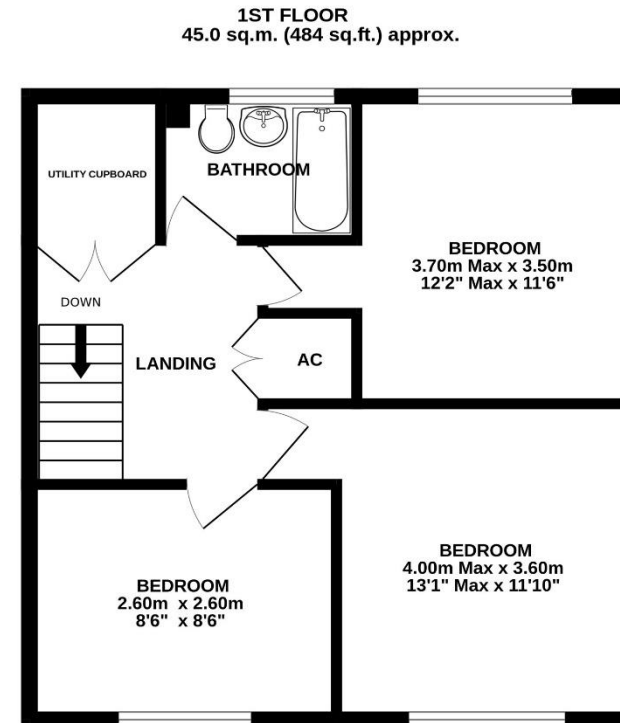 1ST FLOOR
45.0 sq.m. (484 sq.ft.) approx.
UTILITY CUPBOARD
BATHROOM
BEDROOM
3.70m Max x 3.50m
12'2" Max x 11'6"
DOWN
LANDING
AC
BEDROOM
4.00m Max x 3.60m
13'1" Max x 11'10"
BEDROOM
2.60m x 2.60m
8'6" x 8'6"